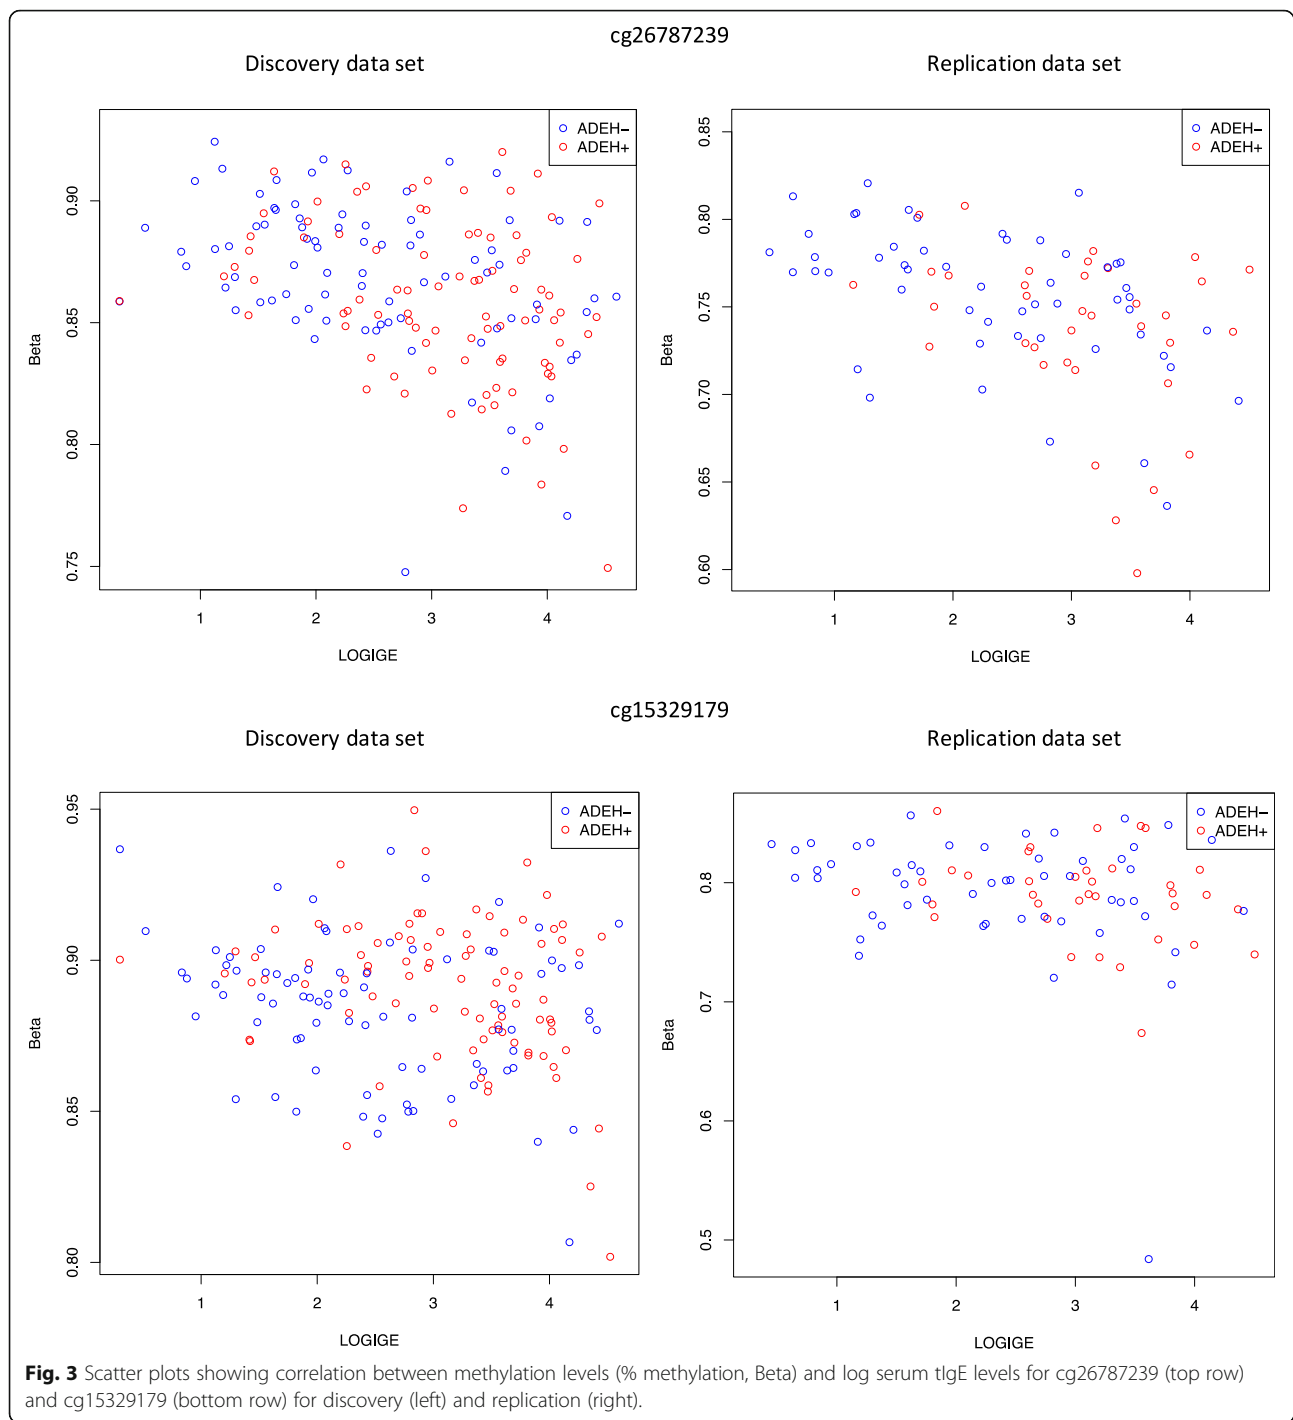 cg26787239
Discovery data set
Replication data set
ADEH−
ADEH+
0.90
0.85
0.80
0.75
Beta
1 2 3 4
LOGIGE
ADEH−
ADEH+
0.85
0.80
0.75
0.70
0.65
0.60
Beta
1 2 3 4
LOGIGE
cg15329179
Discovery data set
Replication data set
ADEH−
ADEH+
0.95
0.90
0.85
0.80
Beta
1 2 3 4
LOGIGE
ADEH−
ADEH+
0.8
0.7
0.6
0.5
Beta
1 2 3 4
LOGIGE
Fig. 3 Scatter plots showing correlation between methylation levels (% methylation, Beta) and log serum tIgE levels for cg26787239 (top row)
and cg15329179 (bottom row) for discovery (left) and replication (right).